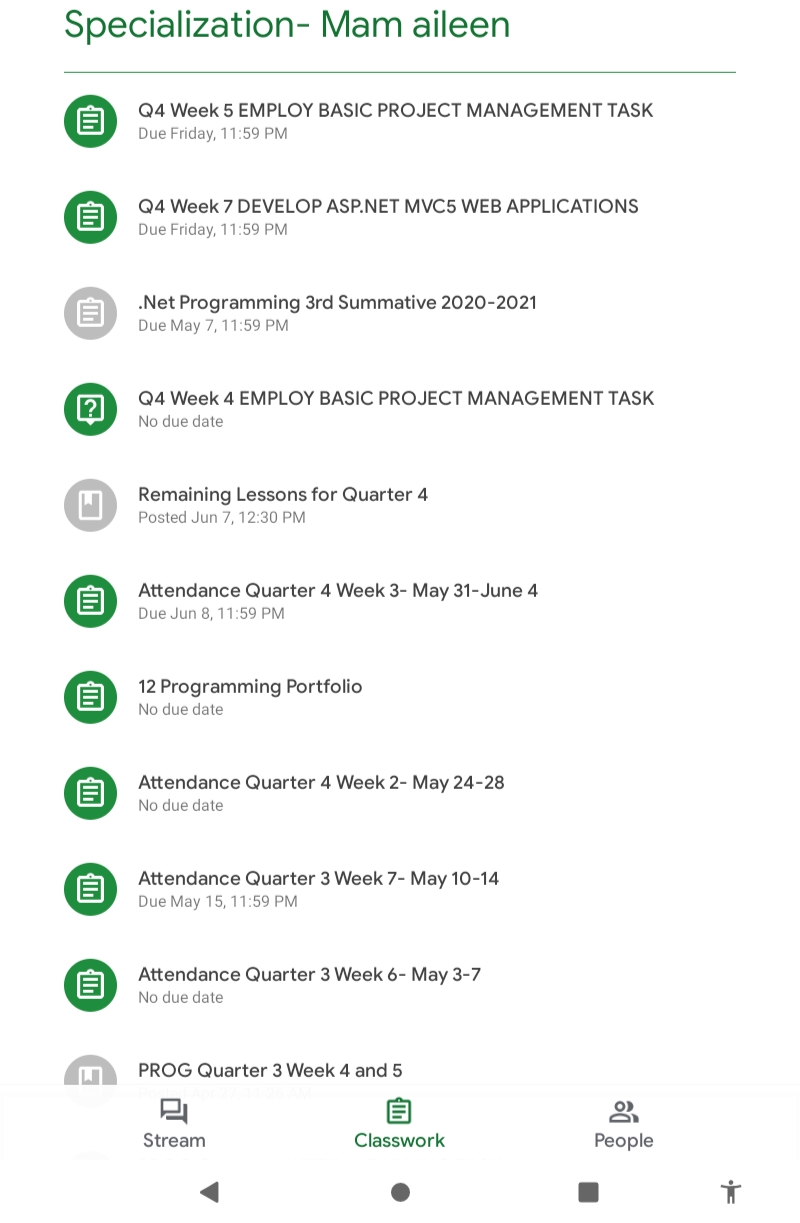 Specialization- Mam aileen
Q4 Week 5 EMPLOY BASIC PROJECT MANAGEMENT TASK
Due Friday, 11:59 PM
Q4 Week 7 DEVELOP ASP.NET MVC5 WEB APPLICATIONS
Due Friday, 11:59 PM
.Net Programming 3rd Summative 2020-2021
Due May 7, 11:59 PM
Q4 Week 4 EMPLOY BASIC PROJECT MANAGEMENT TASK
No due date
Remaining Lessons for Quarter 4
Posted Jun 7, 12:30 PM
Attendance Quarter 4 Week 3- May 31-June 4
Due Jun 8, 11:59 PM
12 Programming Portfolio
No due date
Attendance Quarter 4 Week 2- May 24-28
No due date
Attendance Quarter 3 Week 7- May 10-14
Due May 15, 11:59 PM
Attendance Quarter 3 Week 6- May 3-7
No due date
PROG Quarter 3 Week 4 and 5
Stream
Classwork
People